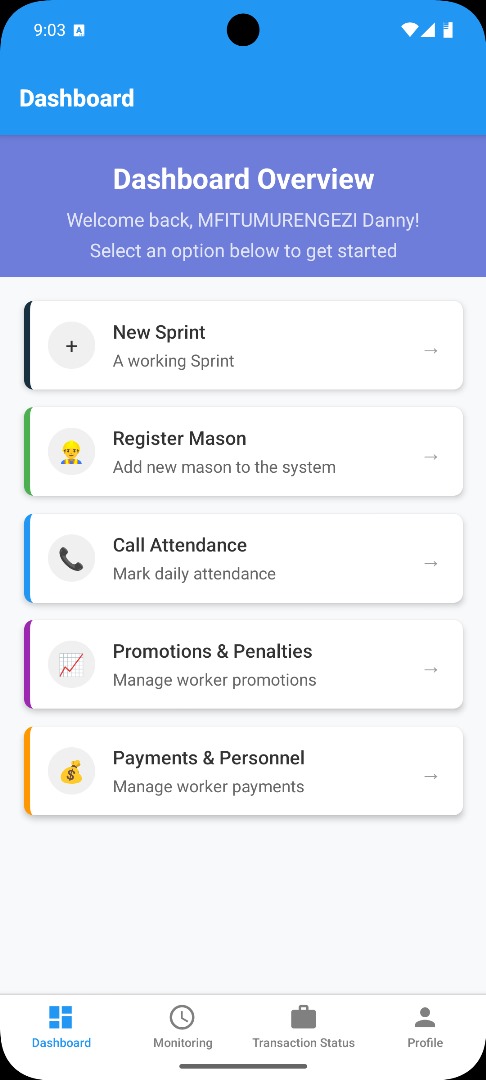 9:03 A
Dashboard
Dashboard Overview
Welcome back, MFITUMURENGEZI Danny!
Select an option below to get started
+
New Sprint
A working Sprint
→
Register Mason
Add new mason to the system
→
Call Attendance
Mark daily attendance
→
Promotions & Penalties
Manage worker promotions
→
Payments & Personnel
Manage worker payments
→
Dashboard
Monitoring
Transaction Status
Profile